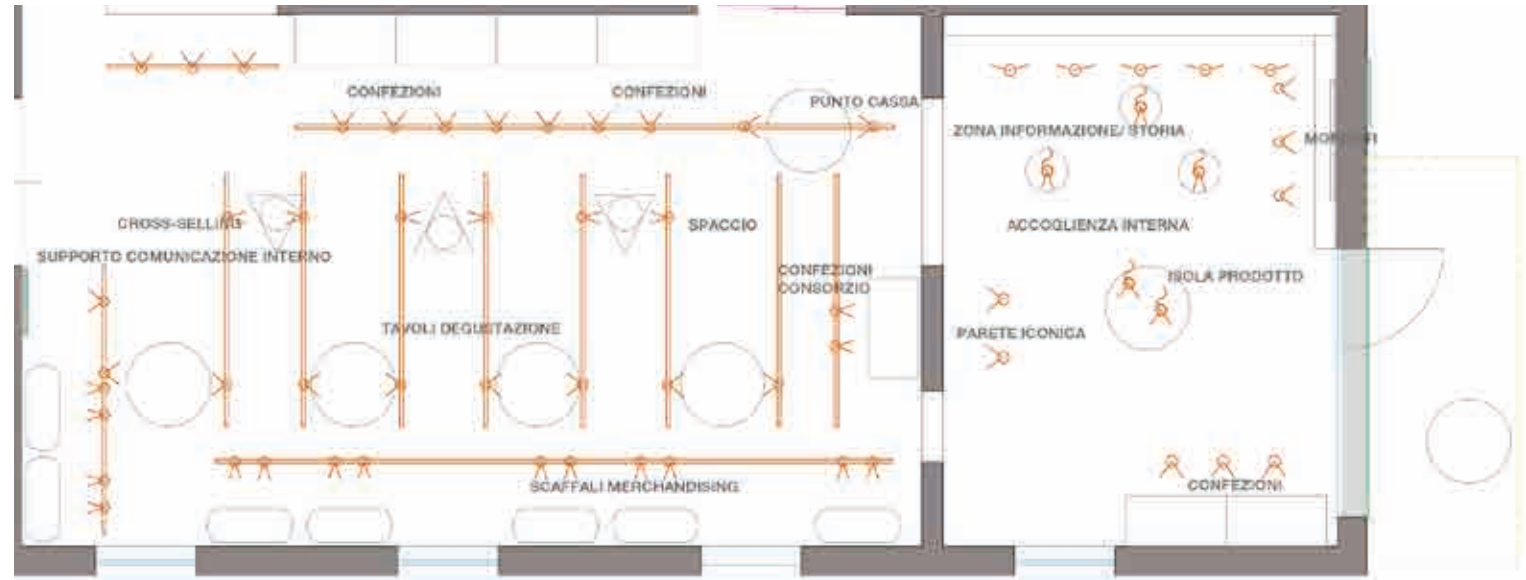 CONFEZIONI
CONFEZIONI
PUNTO CASSA
ZONA INFORMAZIONE/ STORIA
CROSS-SELLING
SPACCIO
ACCOGLIENZA INTERNA
SUPPORTO COMUNICAZIONE INTERNO
CONFEZIONI
CONSORZIO
ISOLA PRODOTTO
TAVOLI DEGUSTAZIONE
PARETE ICONICA
SCAFFALI MERCHANDISING
CONFEZIONI